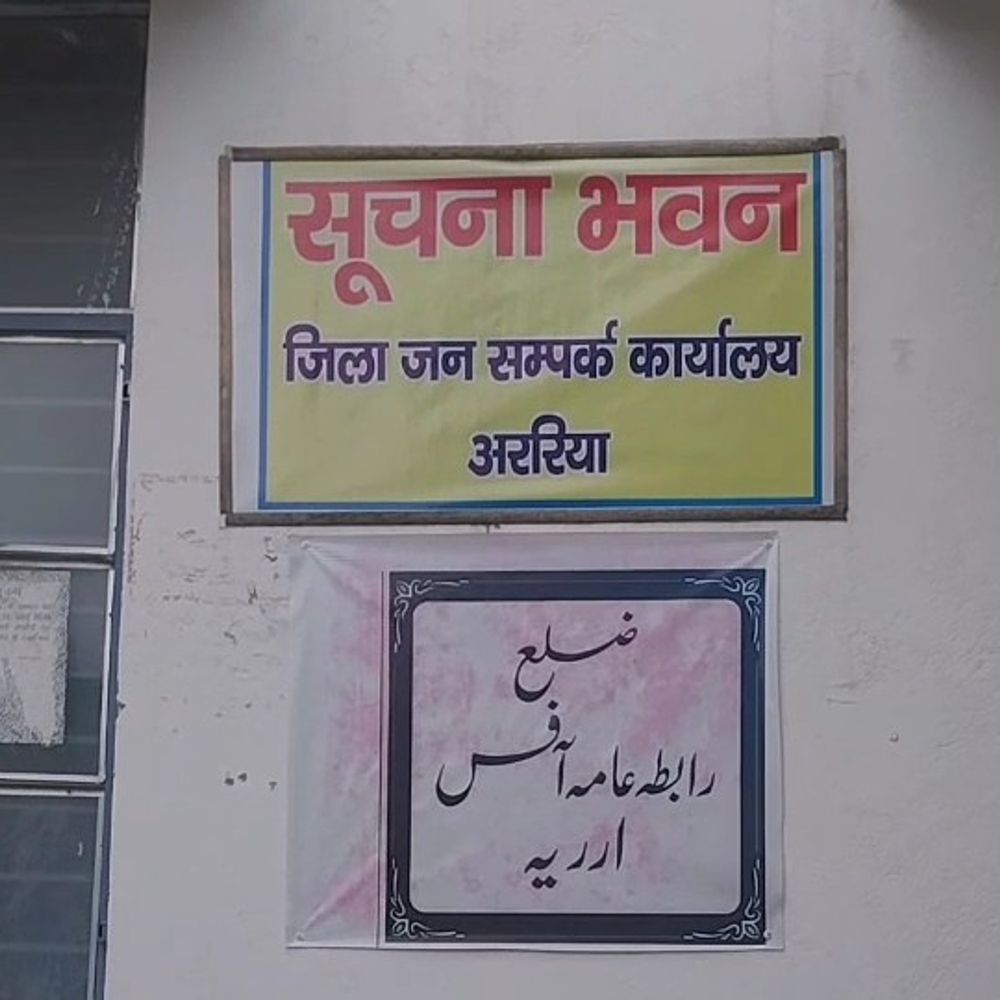 सूचना भवन
जिला जन सम्पर्क कार्यालय
अररिया
ضلع
رابطہ عامہ آفس
ارریہ